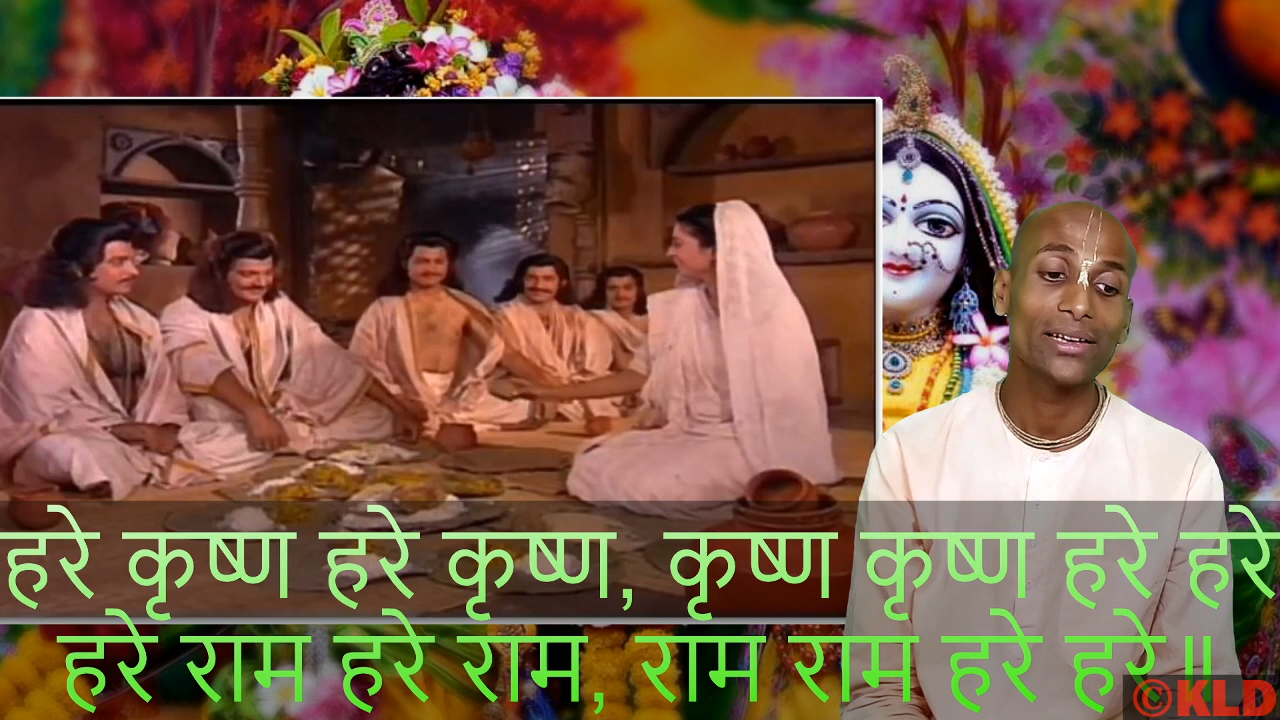 हरे कृष्ण हरे कृष्ण, कृष्ण कृष्ण हरे हरे
हरे राम हरे राम, राम राम हरे हरे॥
©KLD